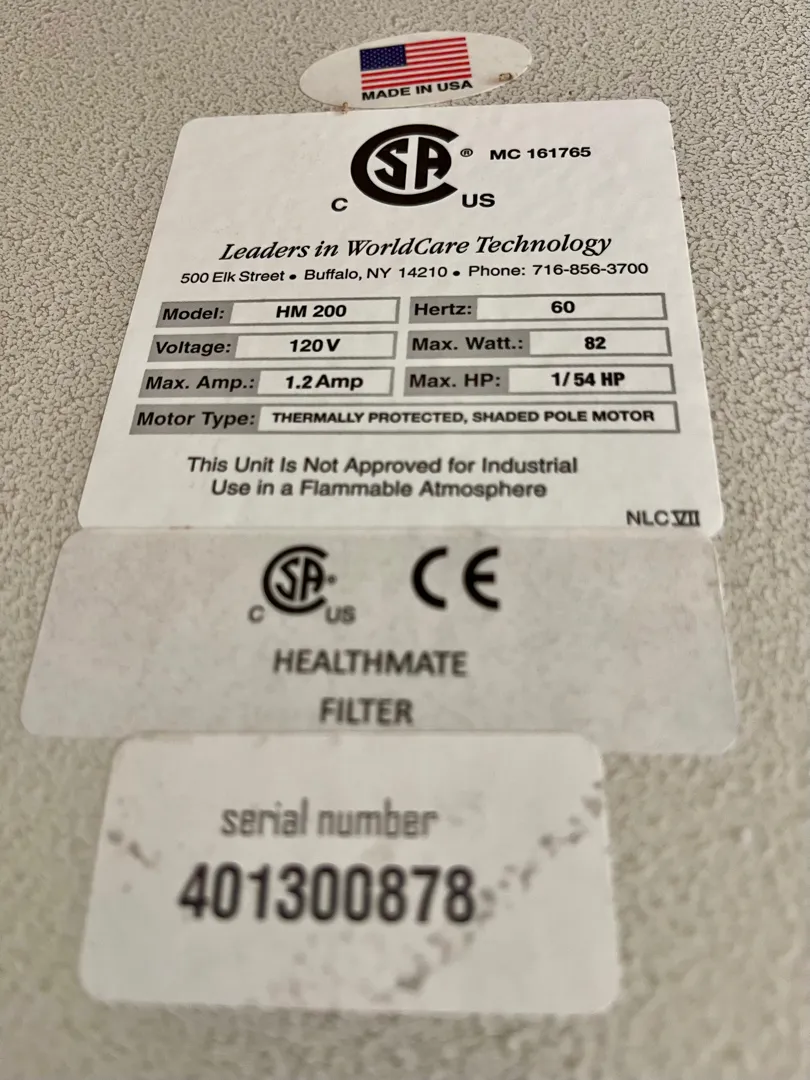 MADE IN USA
CSA ® MC 161765
C US
Leaders in WorldCare Technology
500 Elk Street • Buffalo, NY 14210 • Phone: 716-856-3700
Model: HM 200 Hertz: 60
Voltage: 120V Max. Watt.: 82
Max. Amp.: 1.2 Amp Max. HP: 1/54 HP
Motor Type: THERMALLY PROTECTED, SHADED POLE MOTOR
This Unit Is Not Approved for Industrial
Use in a Flammable Atmosphere
NLC VII
CSA ® CE
C US
HEALTHMATE
FILTER
serial number
401300878